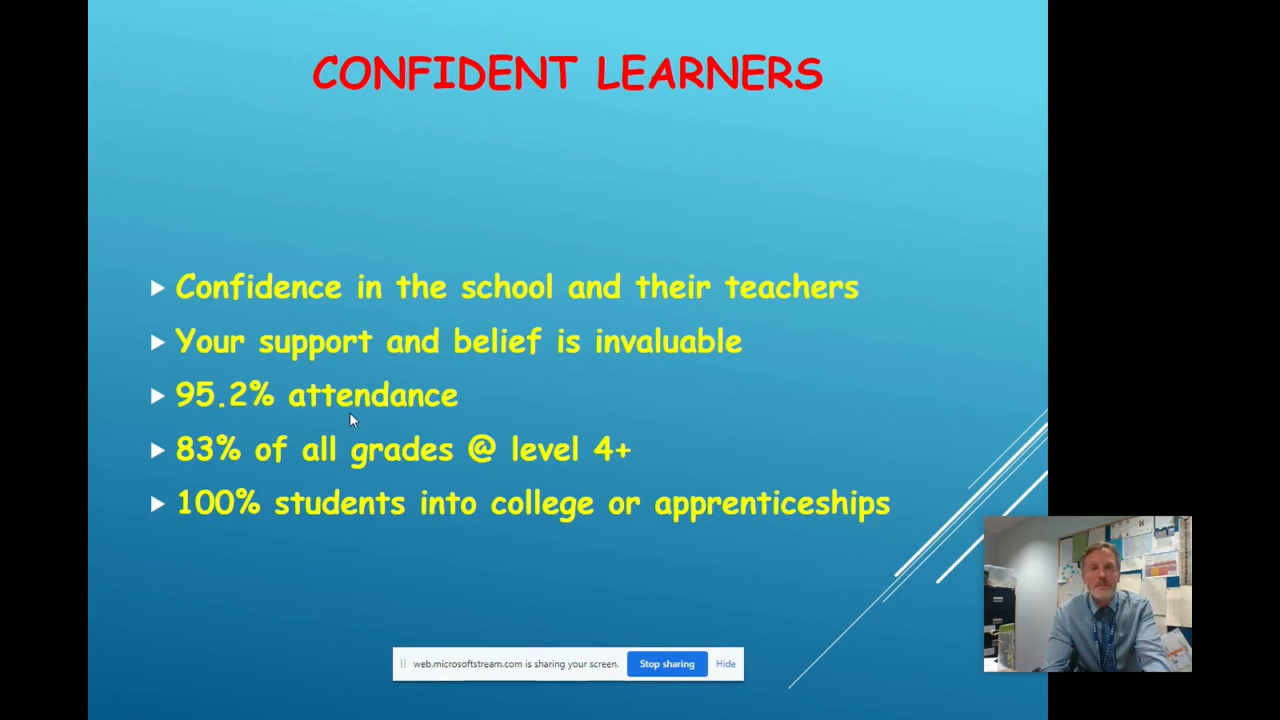 CONFIDENT LEARNERS
Confidence in the school and their teachers
Your support and belief is invaluable
95.2% attendance
83% of all grades @ level 4+
100% students into college or apprenticeships
web.microsoftstream.com is sharing your screen. Stop sharing Hide